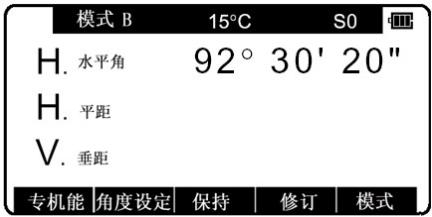 模式 B 15°C S0
H. 水平角 92° 30' 20"
H. 平距
V. 垂距
专机能 角度设定 保持 修订 模式